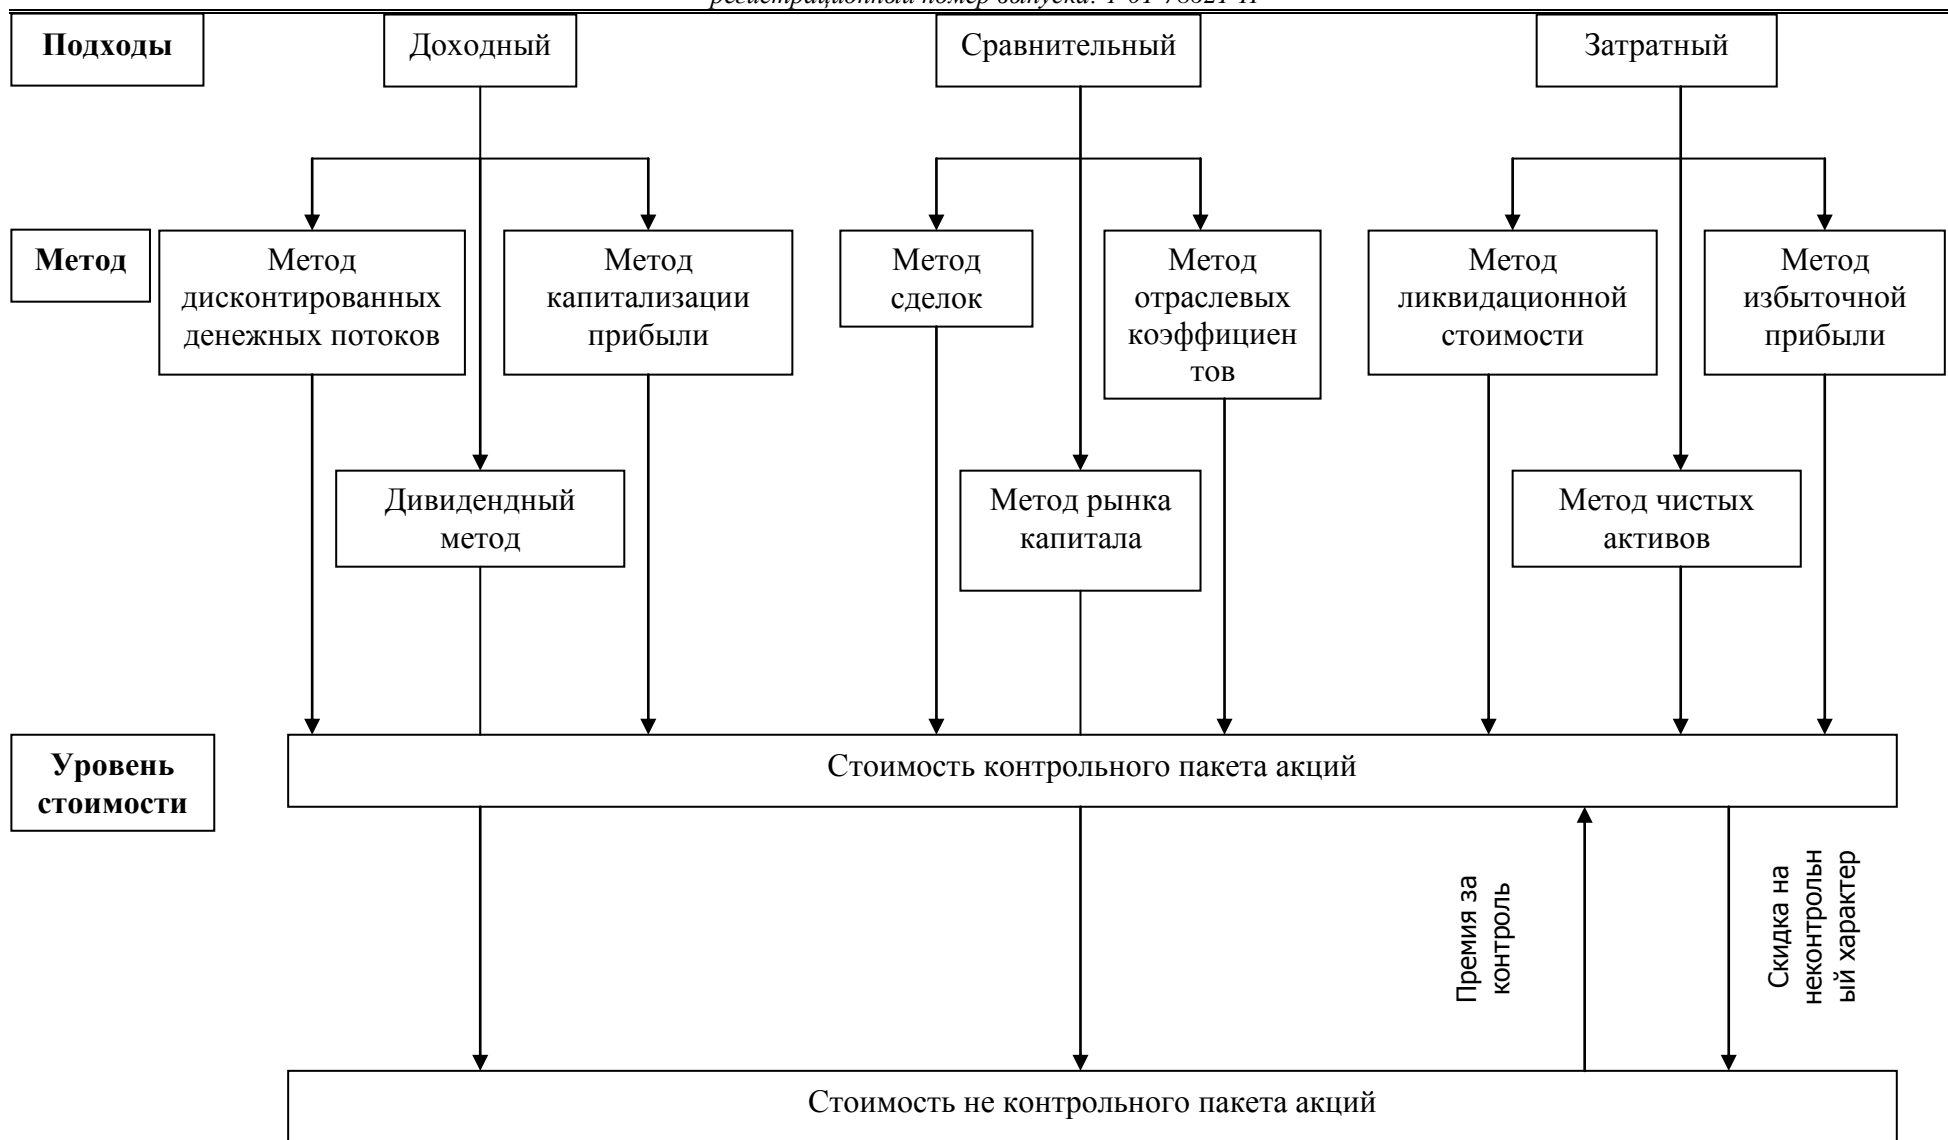 Подходы
Доходный
Сравнительный
Затратный
Метод
Метод
дисконтированных
денежных потоков
Метод
капитализации
прибыли
Метод
сделок
Метод
отраслевых
коэффициен
тов
Метод
ликвидационной
стоимости
Метод
избыточной
прибыли
Дивидендный
метод
Метод рынка
капитала
Метод чистых
активов
Уровень
стоимости
Стоимость контрольного пакета акций
Премия за
контроль
Скидка на
неконтрольн
ый характер
Стоимость не контрольного пакета акций